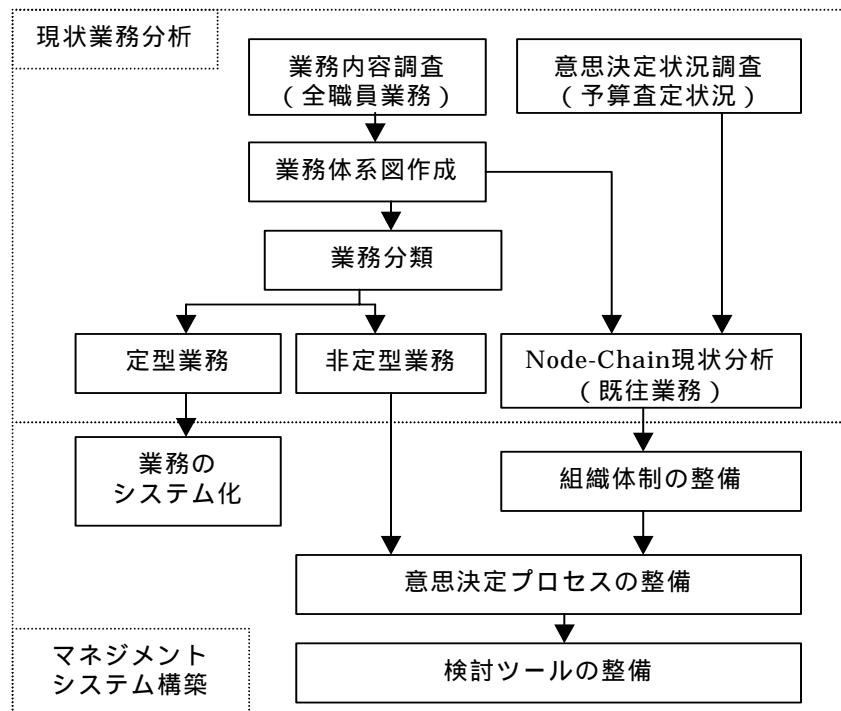 現状業務分析
業務内容調査
（全職員業務）
意思決定状況調査
（予算査定状況）
業務体系図作成
業務分類
定型業務
非定型業務
Node-Chain現状分析
（既往業務）
業務の
システム化
組織体制の整備
意思決定プロセスの整備
マネジメント
システム構築
検討ツールの整備